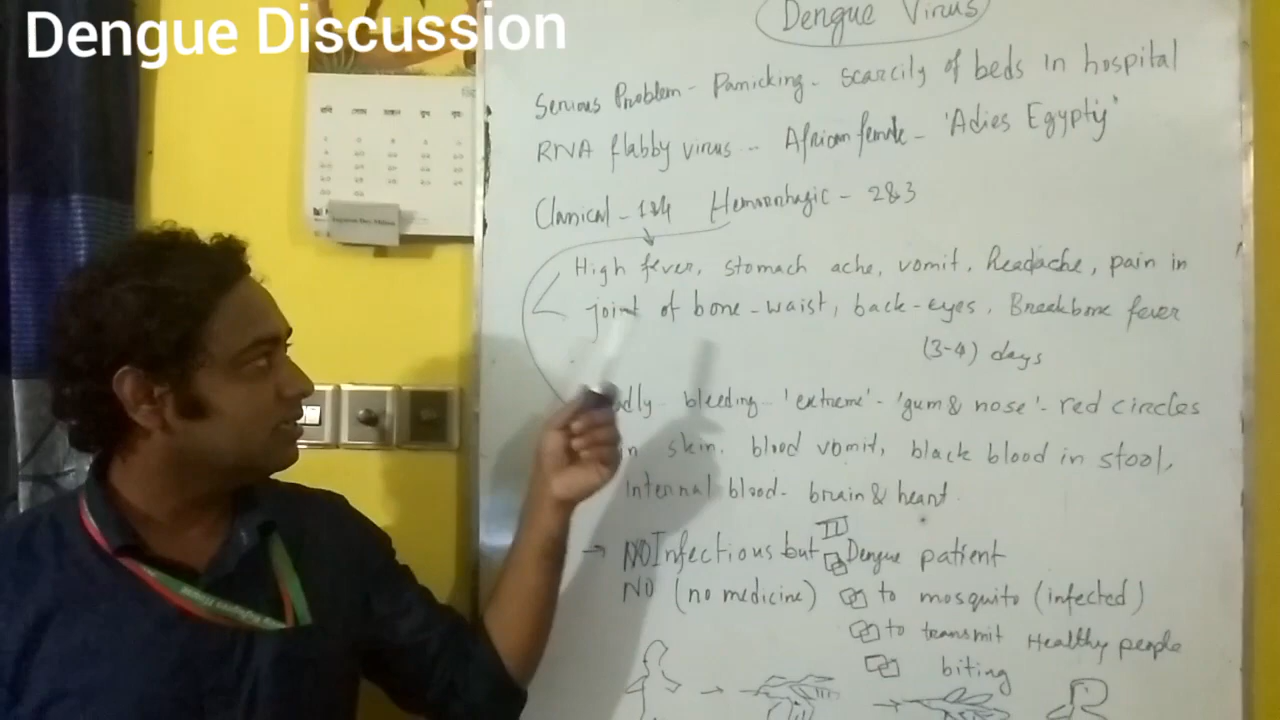 Dengue Discussion
Dengue Virus
Serious Problem - Panicking - scarcily of beds in hospital
RNA flabby virus - African female - 'Adies Egypty'
Clanical - 1&4 Hemorrhagic - 2&3
High fever, stomach ache, vomit, Headache, pain in
joint of bone - waist, back-eyes, Breakbone fever
(3-4) days
bleeding - 'extreme' - 'gum & nose' - red circles
skin, blood vomit, black blood in stool,
Internal blood - brain & heart
→ NO Infectious but Dengue patient
NO (no medicine) to mosquito (infected)
to transmit Healthy people
biting